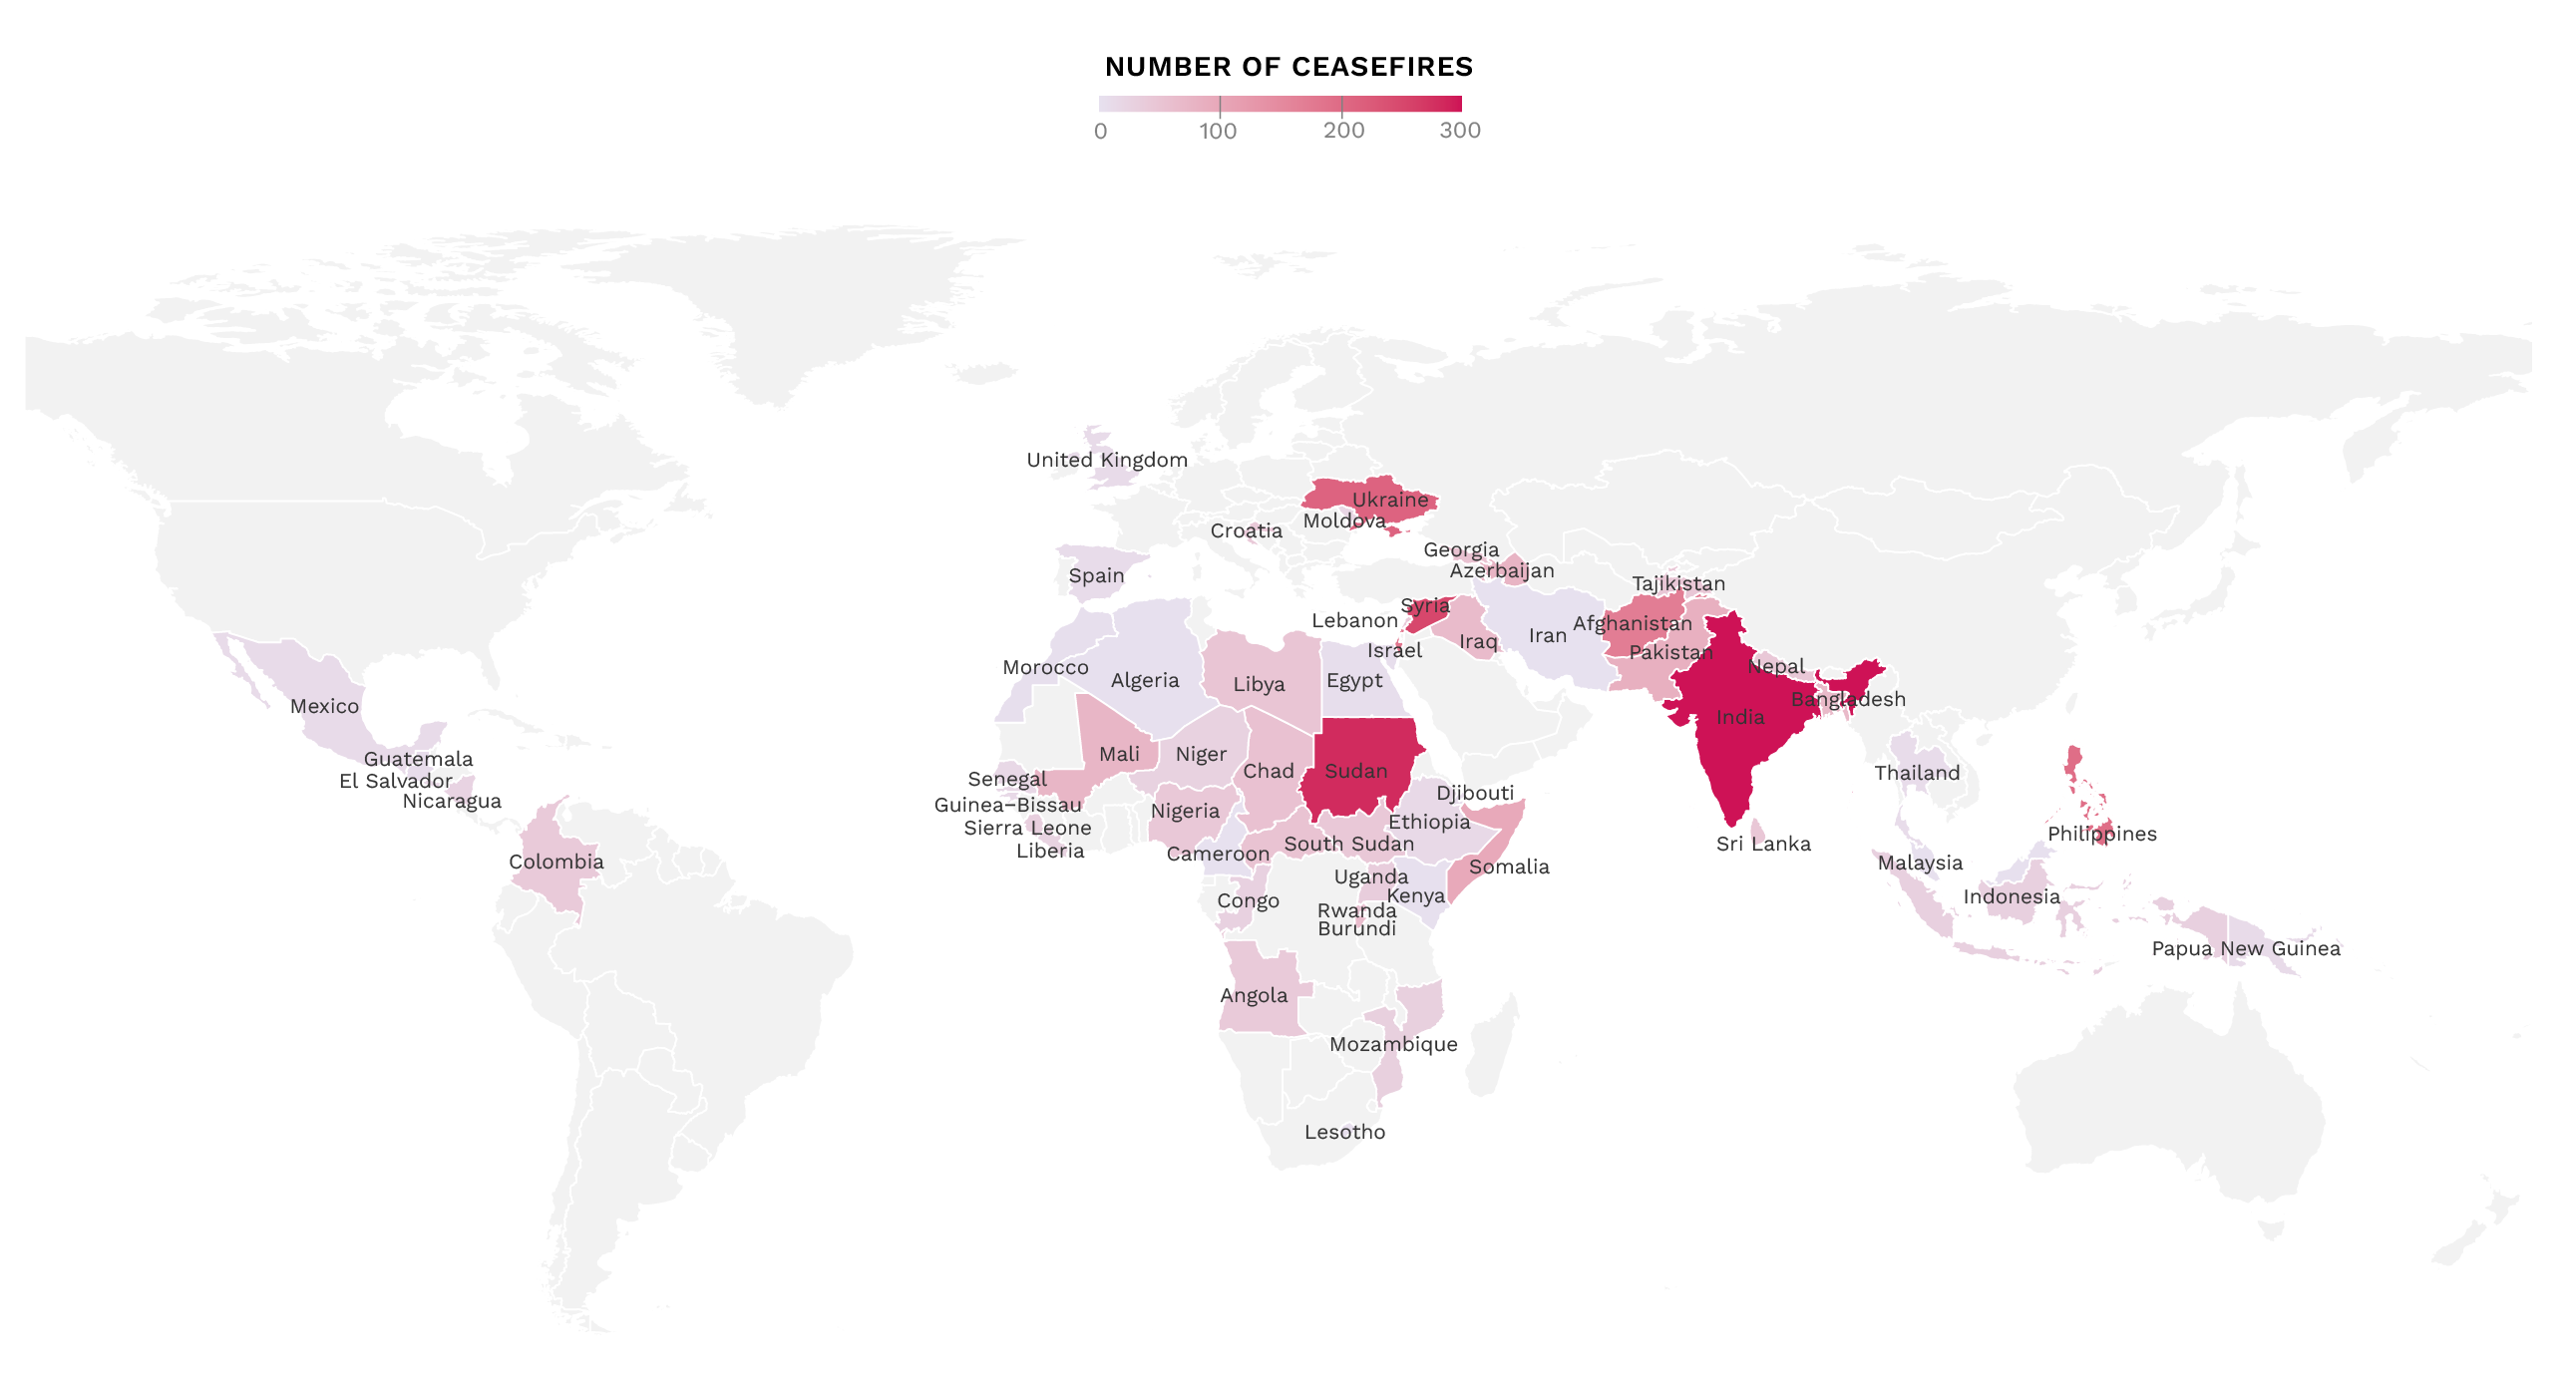 NUMBER OF CEASEFIRES
0 100 200 300
United Kingdom
Ukraine
Moldova
Croatia
Georgia
Azerbaijan
Spain
Tajikistan
Syria
Lebanon
Afghanistan
Iraq
Iran
Israel
Pakistan
Morocco
Nepal
Algeria
Libya
Egypt
Bangladesh
Mexico
India
Mali
Niger
Guatemala
Chad
Sudan
Thailand
Senegal
El Salvador
Djibouti
Nicaragua
Guinea–Bissau
Nigeria
Ethiopia
Sierra Leone
Philippines
South Sudan
Sri Lanka
Liberia
Cameroon
Colombia
Malaysia
Somalia
Uganda
Kenya
Indonesia
Congo
Rwanda
Burundi
Papua New Guinea
Angola
Mozambique
Lesotho